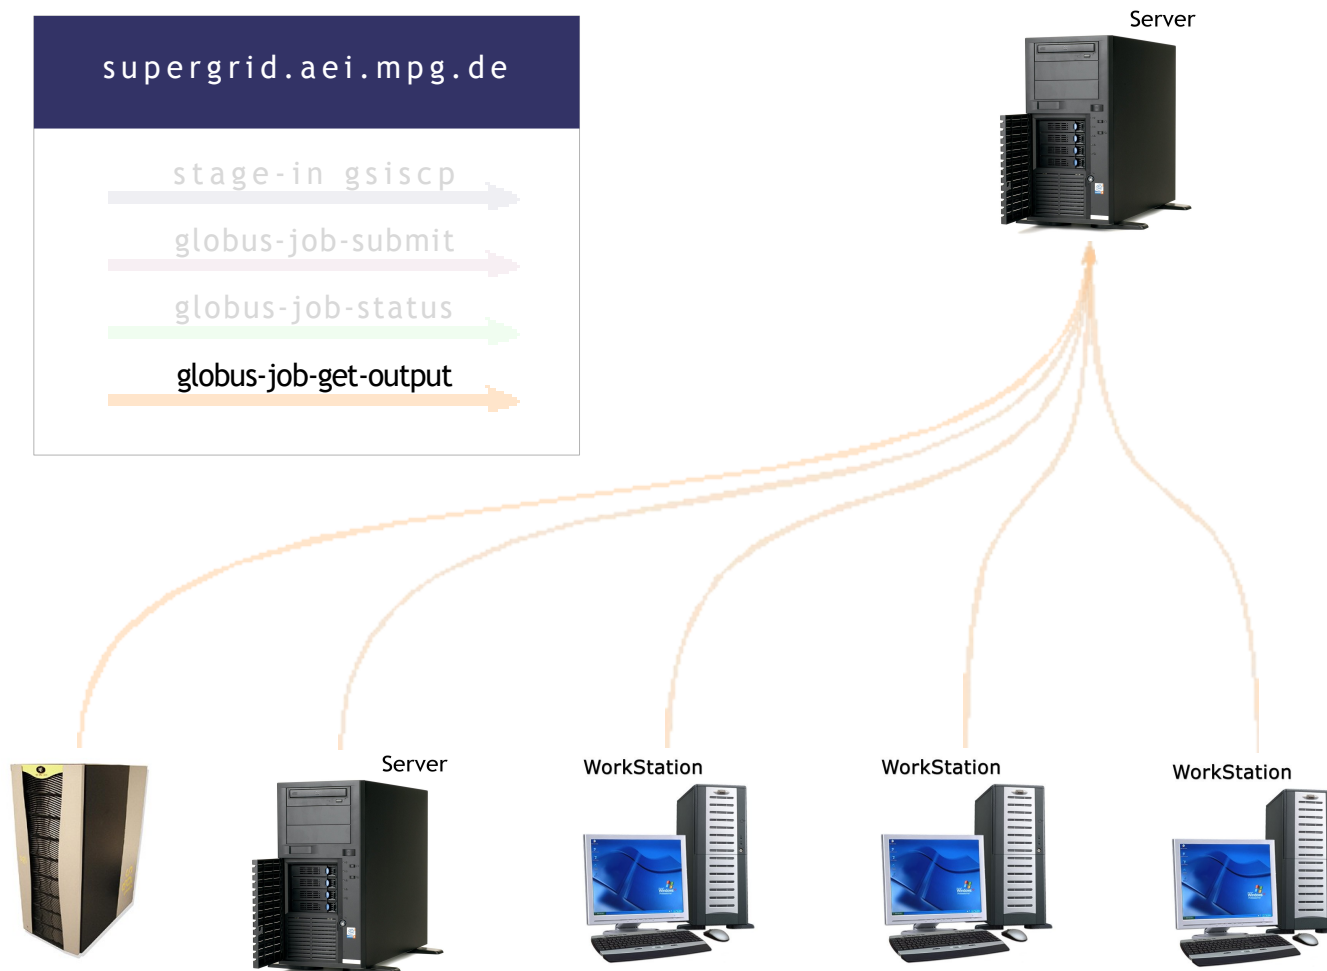 Server
supergrid.aei.mpg.de
stage-in gsiscp
globus-job-submit
globus-job-status
globus-job-get-output
Server
WorkStation
WorkStation
WorkStation